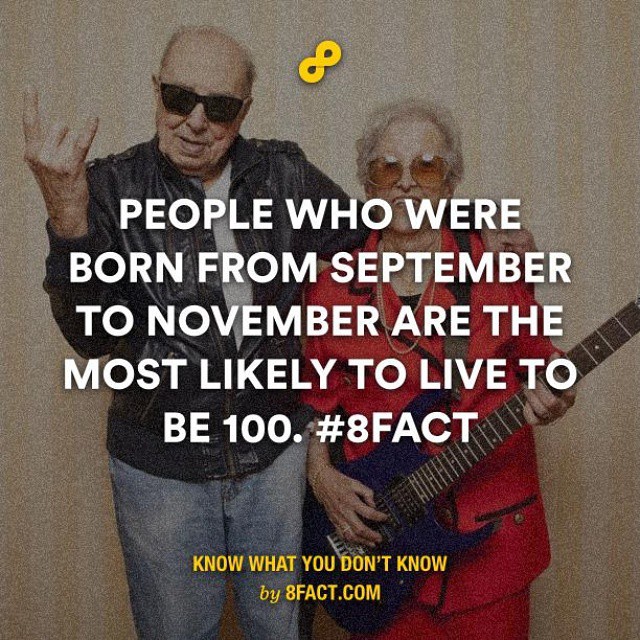 PEOPLE WHO WERE
BORN FROM SEPTEMBER
TO NOVEMBER ARE THE
MOST LIKELY TO LIVE TO
BE 100. #8FACT
KNOW WHAT YOU DON'T KNOW
by 8FACT.COM